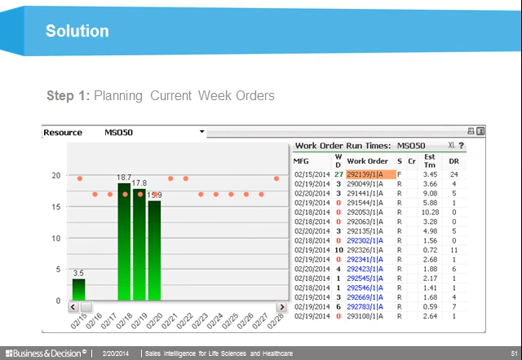 Solution
Step 1: Planning Current Week Orders
Resource MSO50
Work Order Run Times: MSO50 XL ?
MFG WD Work Order S Cr Est Tm DR
02/15/2014 27 292139/1|A F 3.45 24
02/19/2014 3 290049/1|A R 3.66 4
02/20/2014 3 291441/1|A R 9.08 5
02/19/2014 0 291544/1|A R 5.88 1
02/18/2014 0 292053/1|A R 10.28 0
02/18/2014 0 292063/1|A R 3.28 0
02/20/2014 3 292135/1|A R 4.98 5
02/18/2014 0 292302/1|A R 1.56 0
02/19/2014 10 292326/1|A R 0.72 11
02/19/2014 0 292341/1|A R 2.68 1
02/20/2014 4 292423/1|A R 1.88 6
02/18/2014 0 292545/1|A R 2.17 1
02/18/2014 0 292546/1|A R 1.41 1
02/19/2014 3 292669/1|A R 1.68 4
02/19/2014 6 292783/1|A R 0.59 7
02/19/2014 0 293108/1|A R 2.64 1
20
15
10
5
0
3.5
18.7
17.8
15.9
02/15 02/16 02/17 02/18 02/19 02/20 02/21 02/22 02/23 02/24 02/25 02/26 02/27 02/28
Business&Decision © 2/20/2014 Sales Intelligence for Life Sciences and Healthcare 51